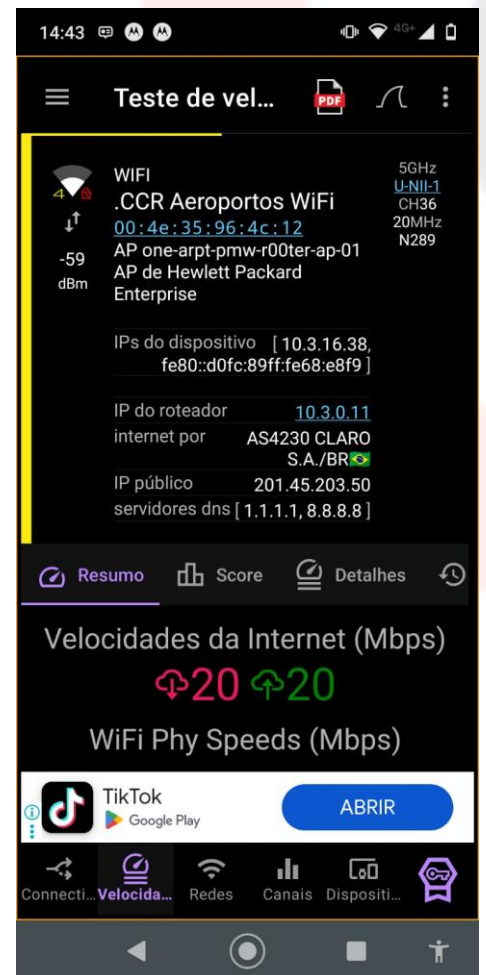 14:43
4G+
Teste de vel...
PDF
WIFI
.CCR Aeroportos WiFi
00:4e:35:96:4c:12
AP one-arpt-pmw-r00ter-ap-01
AP de Hewlett Packard
Enterprise
4
6
-59
dBm
5GHz
U-NII-1
CH36
20MHz
N289
IPs do dispositivo [ 10.3.16.38,
fe80::d0fc:89ff:fe68:e8f9 ]
IP do roteador 10.3.0.11
internet por AS4230 CLARO
S.A./BR🇧🇷
IP público 201.45.203.50
servidores dns [ 1.1.1.1, 8.8.8.8 ]
Resumo Score Detalhes
Velocidades da Internet (Mbps)
20 20
WiFi Phy Speeds (Mbps)
TikTok
Google Play
ABRIR
Connecti... Velocida... Redes Canais Dispositi...